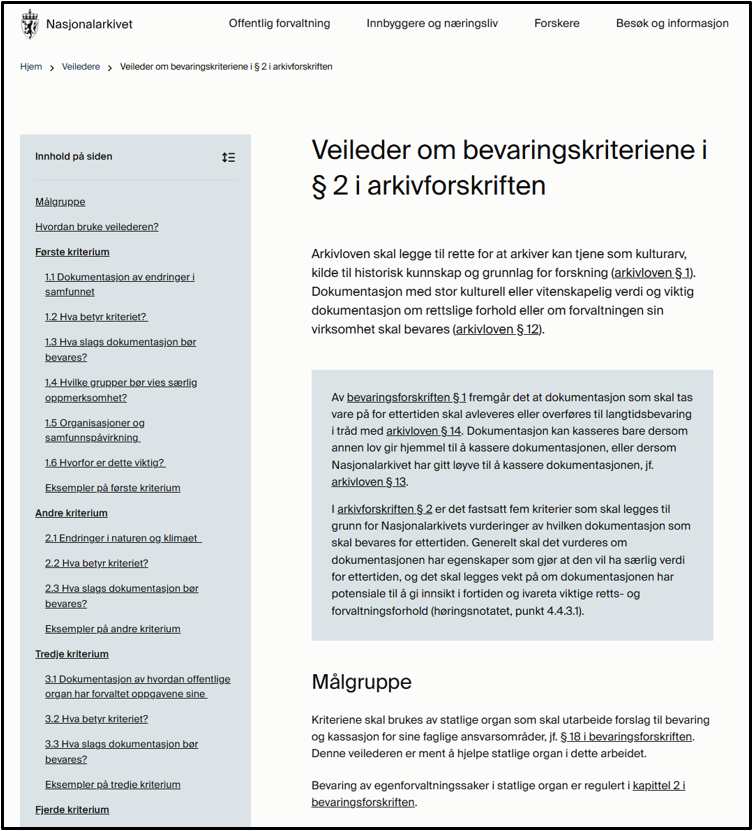 Nasjonalarkivet
Offentlig forvaltning
Innbyggere og næringsliv
Forskere
Besøk og informasjon
Hjem > Veiledere > Veileder om bevaringskriteriene i § 2 i arkivforskriften
Innhold på siden
Målgruppe
Hvordan bruke veilederen?
Første kriterium
1.1 Dokumentasjon av endringer i
samfunnet
1.2 Hva betyr kriteriet?
1.3 Hva slags dokumentasjon bør
bevares?
1.4 Hvilke grupper bør vies særlig
oppmerksomhet?
1.5 Organisasjoner og
samfunnspåvirkning
1.6 Hvorfor er dette viktig?
Eksempler på første kriterium
Andre kriterium
2.1 Endringer i naturen og klimaet
2.2 Hva betyr kriteriet?
2.3 Hva slags dokumentasjon bør
bevares?
Eksempler på andre kriterium
Tredje kriterium
3.1 Dokumentasjon av hvordan offentlige
organ har forvaltet oppgavene sine
3.2 Hva betyr kriteriet?
3.3 Hva slags dokumentasjon bør
bevares?
Eksempler på tredje kriterium
Fjerde kriterium
Veileder om bevaringskriteriene i
§ 2 i arkivforskriften
Arkivloven skal legge til rette for at arkiver kan tjene som kulturarv,
kilde til historisk kunnskap og grunnlag for forskning (arkivloven § 1).
Dokumentasjon med stor kulturell eller vitenskapelig verdi og viktig
dokumentasjon om rettslige forhold eller om forvaltningen sin
virksomhet skal bevares (arkivloven § 12).
Av bevaringsforskriften § 1 fremgår det at dokumentasjon som skal tas
vare på for ettertiden skal avleveres eller overføres til langtidsbevaring
i tråd med arkivloven § 14. Dokumentasjon kan kasseres bare dersom
annen lov gir hjemmel til å kassere dokumentasjonen, eller dersom
Nasjonalarkivet har gitt løyve til å kassere dokumentasjonen, jf.
arkivloven § 13.
I arkivforskriften § 2 er det fastsatt fem kriterier som skal legges til
grunn for Nasjonalarkivets vurderinger av hvilken dokumentasjon som
skal bevares for ettertiden. Generelt skal det vurderes om
dokumentasjonen har egenskaper som gjør at den vil ha særlig verdi
for ettertiden, og det skal legges vekt på om dokumentasjonen har
potensiale til å gi innsikt i fortiden og ivareta viktige retts- og
forvaltningsforhold (høringsnotatet, punkt 4.4.3.1).
Målgruppe
Kriteriene skal brukes av statlige organ som skal utarbeide forslag til bevaring
og kassasjon for sine faglige ansvarsområder, jf. § 18 i bevaringsforskriften.
Denne veilederen er ment å hjelpe statlige organ i dette arbeidet.
Bevaring av egenforvaltningssaker i statlige organ er regulert i kapittel 2 i
bevaringsforskriften.